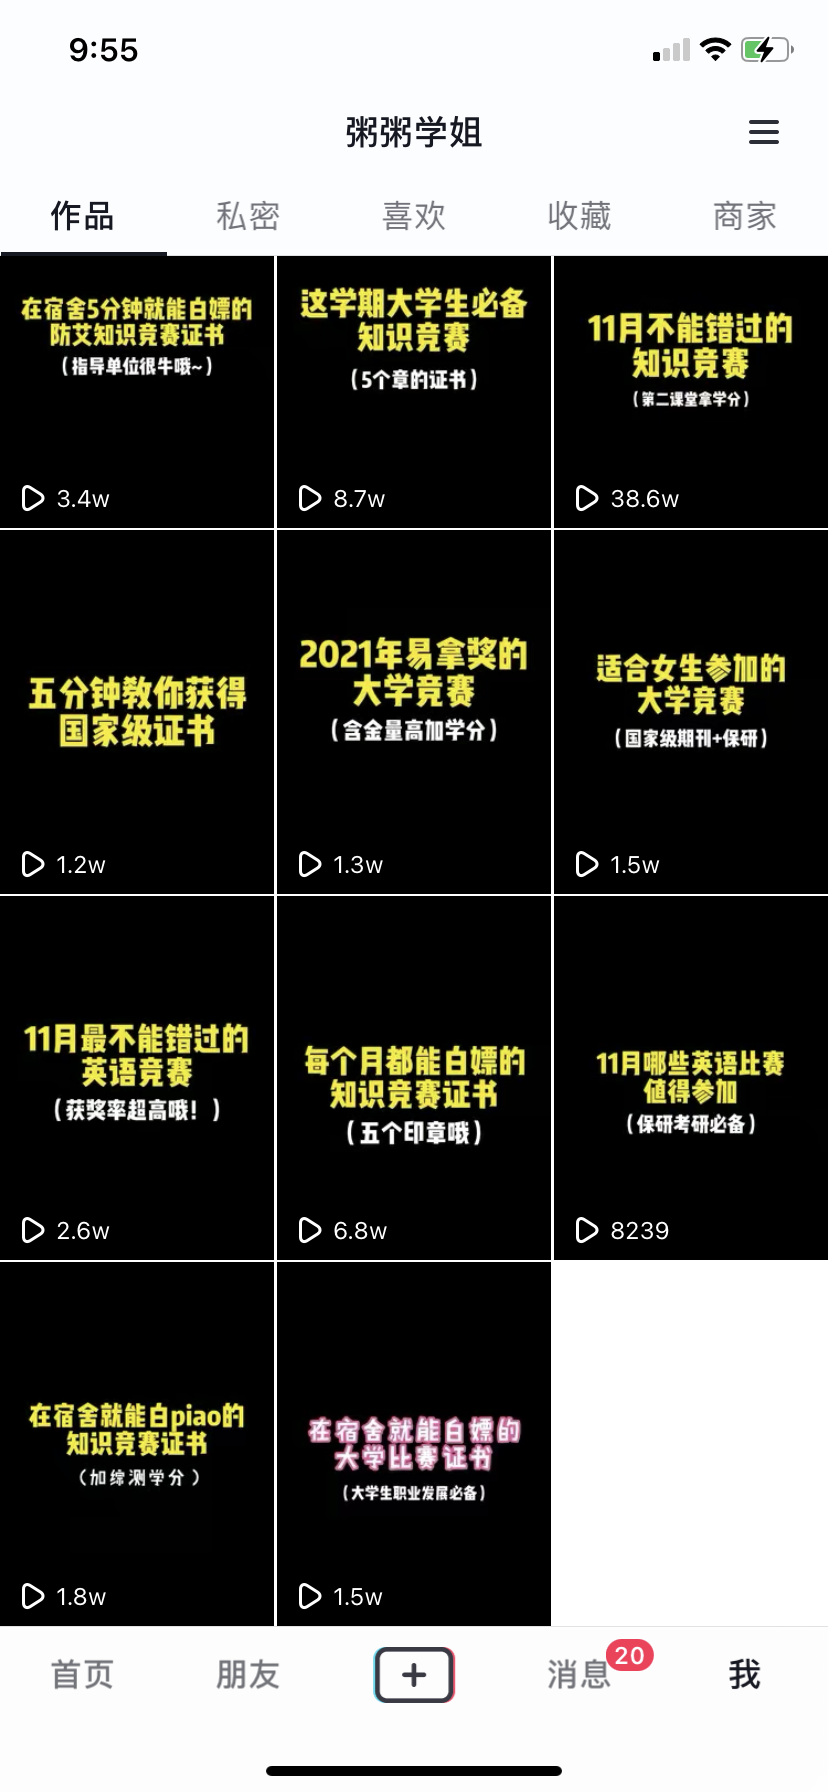 9:55
粥粥学姐
作品 私密 喜欢 收藏 商家
在宿舍5分钟就能白嫖的
防艾知识竞赛证书
（指导单位很牛哦~）
3.4w
这学期大学生必备
知识竞赛
（5个章的证书）
8.7w
11月不能错过的
知识竞赛
（第二课堂拿学分）
38.6w
五分钟教你获得
国家级证书
1.2w
2021年易拿奖的
大学竞赛
（含金量高加学分）
1.3w
适合女生参加的
大学竞赛
（国家级期刊+保研）
1.5w
11月最不能错过的
英语竞赛
（获奖率超高哦！）
2.6w
每个月都能白嫖的
知识竞赛证书
（五个印章哦）
6.8w
11月哪些英语比赛
值得参加
（保研考研必备）
8239
在宿舍就能白piao的
知识竞赛证书
（加综测学分）
1.8w
在宿舍就能白嫖的
大学比赛证书
（大学生职业发展必备）
1.5w
首页 朋友 消息 20 我